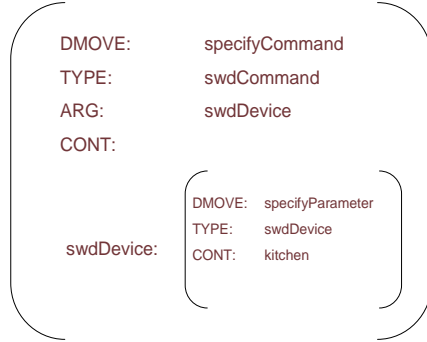 DMOVE: specifyCommand
TYPE: swdCommand
ARG: swdDevice
CONT:
DMOVE: specifyParameter
TYPE: swdDevice
swdDevice:
CONT: kitchen